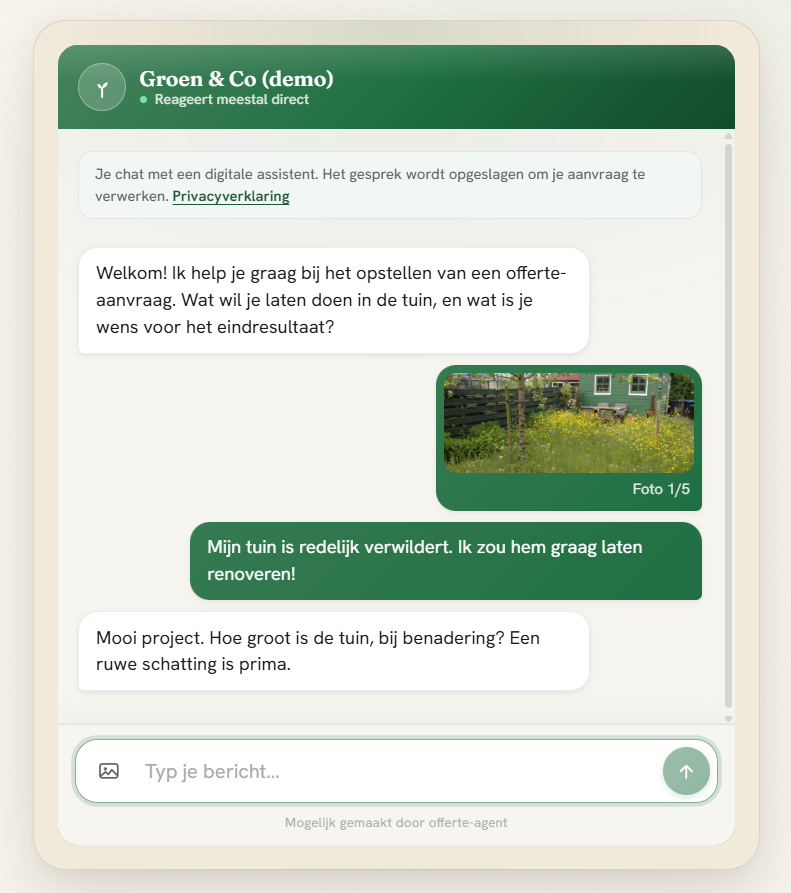 Groen & Co (demo)
Reageert meestal direct
Je chat met een digitale assistent. Het gesprek wordt opgeslagen om je aanvraag te
verwerken. Privacyverklaring
Welkom! Ik help je graag bij het opstellen van een offerte-
aanvraag. Wat wil je laten doen in de tuin, en wat is je
wens voor het eindresultaat?
Foto 1/5
Mijn tuin is redelijk verwildert. Ik zou hem graag laten
renoveren!
Mooi project. Hoe groot is de tuin, bij benadering? Een
ruwe schatting is prima.
Typ je bericht...
Mogelijk gemaakt door offerte-agent